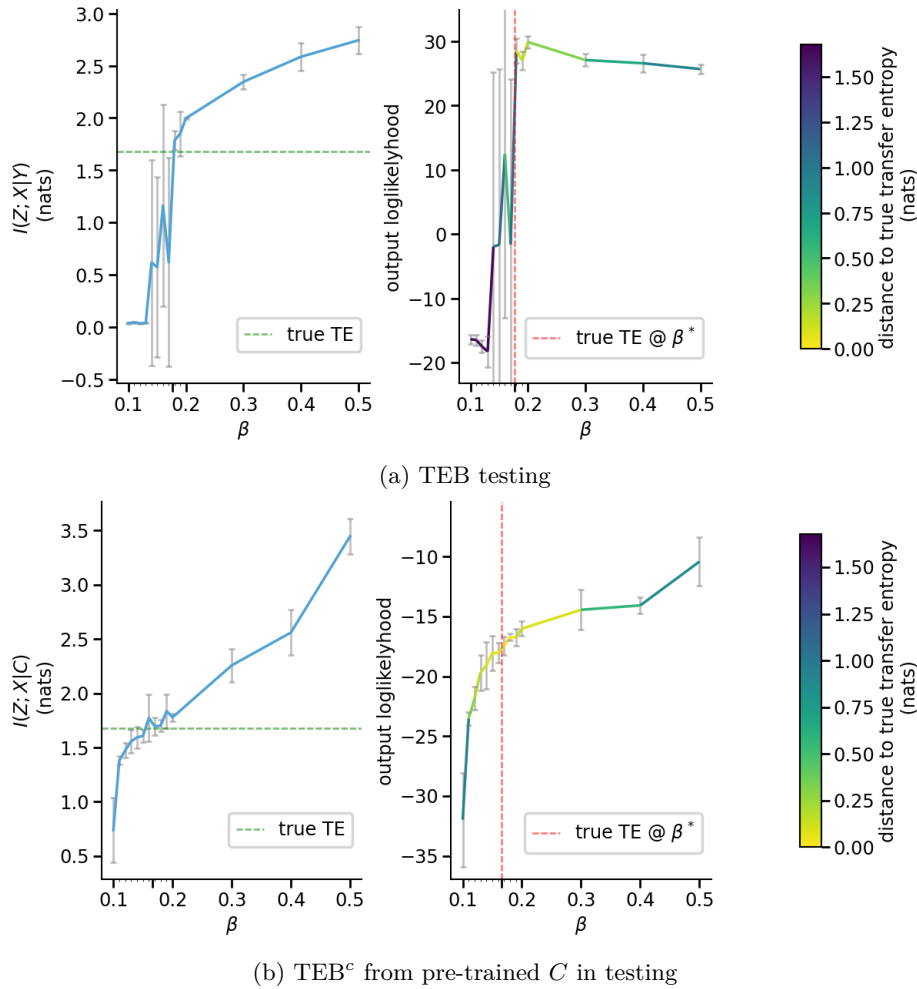 3.0
2.5
2.0
1.5
1.0
0.5
0.0
−0.5
I(Z; X|Y)
(nats)
0.1 0.2 0.3 0.4 0.5
β
true TE
30
20
10
0
−10
−20
output loglikelyhood
0.1 0.2 0.3 0.4 0.5
β
true TE @ β*
1.50
1.25
1.00
0.75
0.50
0.25
0.00
distance to true transfer entropy
(nats)
(a) TEB testing
3.5
3.0
2.5
2.0
1.5
1.0
0.5
I(Z; X|C)
(nats)
0.1 0.2 0.3 0.4 0.5
β
true TE
−10
−15
−20
−25
−30
−35
output loglikelyhood
0.1 0.2 0.3 0.4 0.5
β
true TE @ β*
1.50
1.25
1.00
0.75
0.50
0.25
0.00
distance to true transfer entropy
(nats)
(b) TEBᶜ from pre-trained C in testing